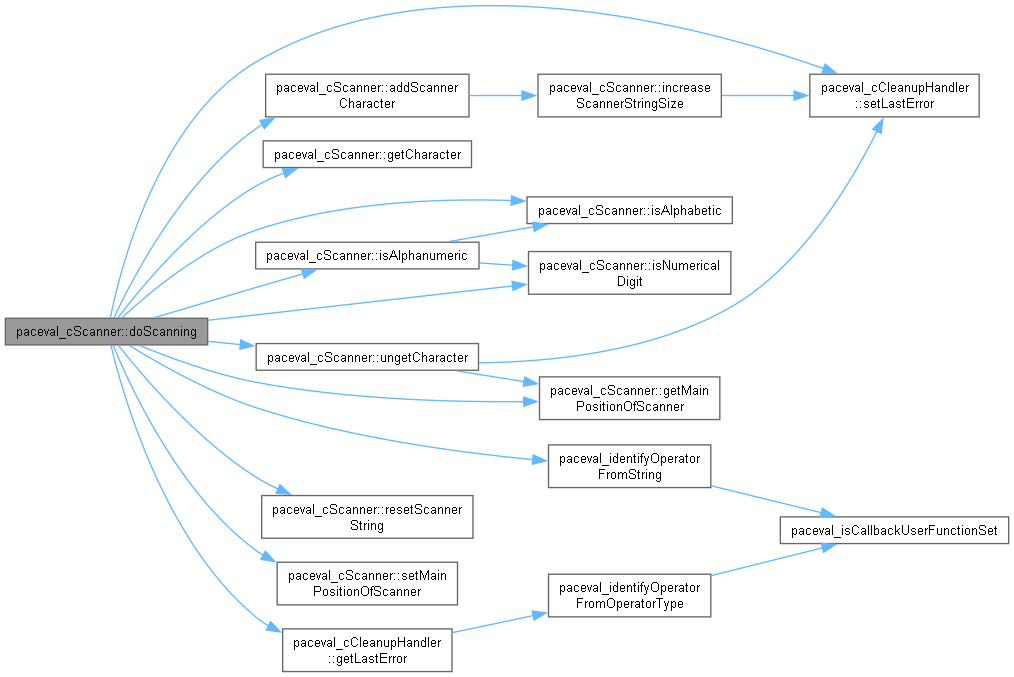 paceval_cScanner::addScanner
Character
paceval_cScanner::increase
ScannerStringSize
paceval_cCleanupHandler
::setLastError
paceval_cScanner::getCharacter
paceval_cScanner::isAlphabetic
paceval_cScanner::isAlphanumeric
paceval_cScanner::isNumerical
Digit
paceval_cScanner::doScanning
paceval_cScanner::ungetCharacter
paceval_cScanner::getMain
PositionOfScanner
paceval_identifyOperator
FromString
paceval_cScanner::resetScanner
String
paceval_isCallbackUserFunctionSet
paceval_cScanner::setMain
PositionOfScanner
paceval_identifyOperator
FromOperatorType
paceval_cCleanupHandler
::getLastError